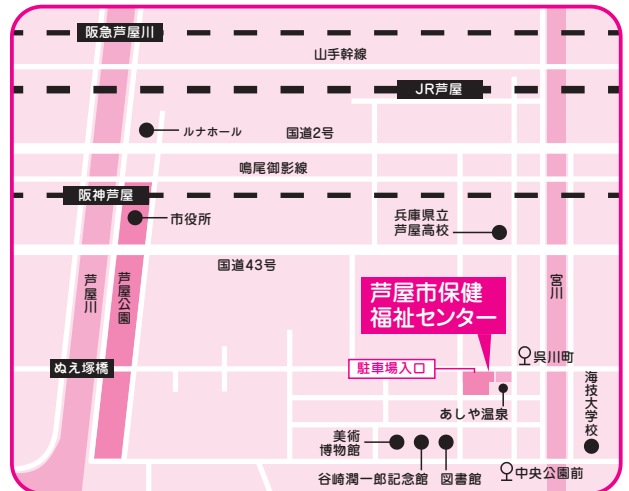 阪急芦屋川
山手幹線
JR芦屋
ルナホール
国道2号
鳴尾御影線
阪神芦屋
市役所
兵庫県立
芦屋高校
国道43号
芦屋川
芦屋公園
宮川
芦屋市保健
福祉センター
ぬえ塚橋
駐車場入口
呉川町
あしや温泉
海技大学校
美術
博物館
谷崎潤一郎記念館
図書館
中央公園前